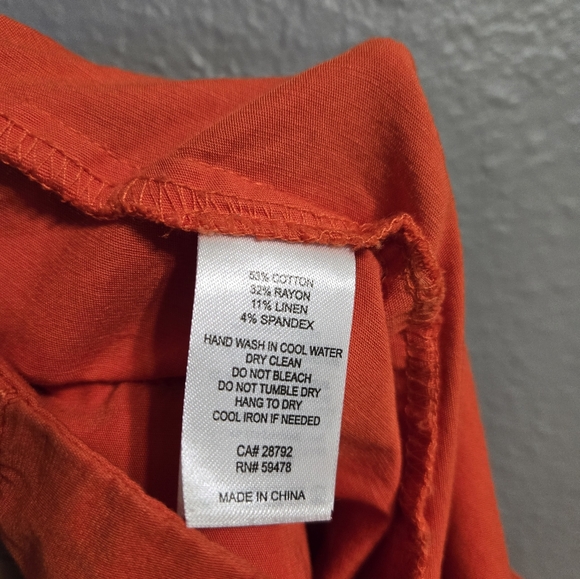 53% COTTON
32% RAYON
11% LINEN
4% SPANDEX
HAND WASH IN COOL WATER
DRY CLEAN
DO NOT BLEACH
DO NOT TUMBLE DRY
HANG TO DRY
COOL IRON IF NEEDED
CA# 28792
RN# 59478
MADE IN CHINA